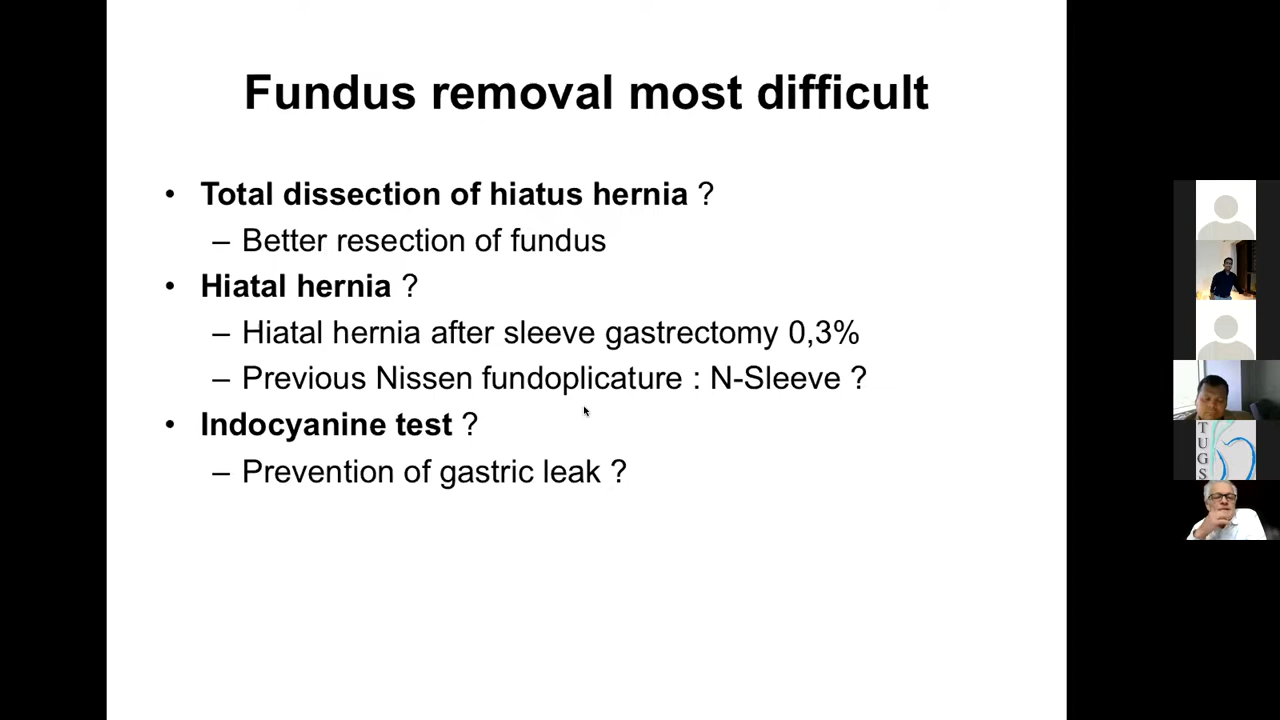 Fundus removal most difficult
• Total dissection of hiatus hernia ?
– Better resection of fundus
• Hiatal hernia ?
– Hiatal hernia after sleeve gastrectomy 0,3%
– Previous Nissen fundoplicature : N-Sleeve ?
• Indocyanine test ?
– Prevention of gastric leak ?
TUGS